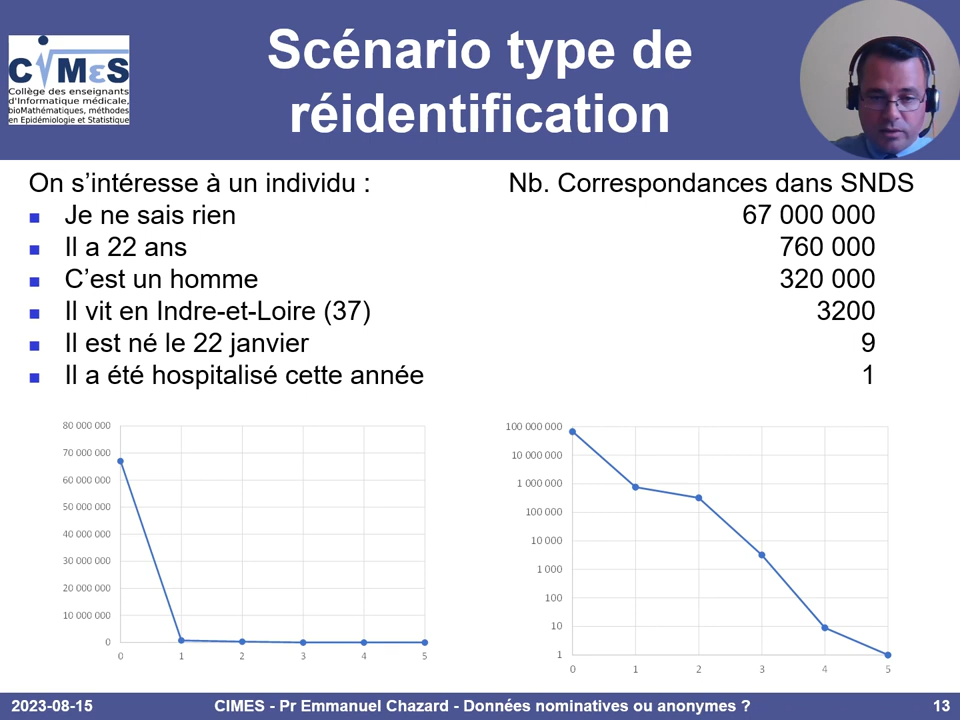 CIMεS
Collège des enseignants
d'Informatique médicale,
bioMathématiques, méthodes
en Epidémiologie et Statistique
Scénario type de
réidentification
On s'intéresse à un individu :
Nb. Correspondances dans SNDS
Je ne sais rien
67 000 000
Il a 22 ans
760 000
C'est un homme
320 000
Il vit en Indre-et-Loire (37)
3200
Il est né le 22 janvier
9
Il a été hospitalisé cette année
1
80 000 000
70 000 000
60 000 000
50 000 000
40 000 000
30 000 000
20 000 000
10 000 000
0
0 1 2 3 4 5
100 000 000
10 000 000
1 000 000
100 000
10 000
1 000
100
10
1
0 1 2 3 4 5
2023-08-15
CIMES - Pr Emmanuel Chazard - Données nominatives ou anonymes ?
13